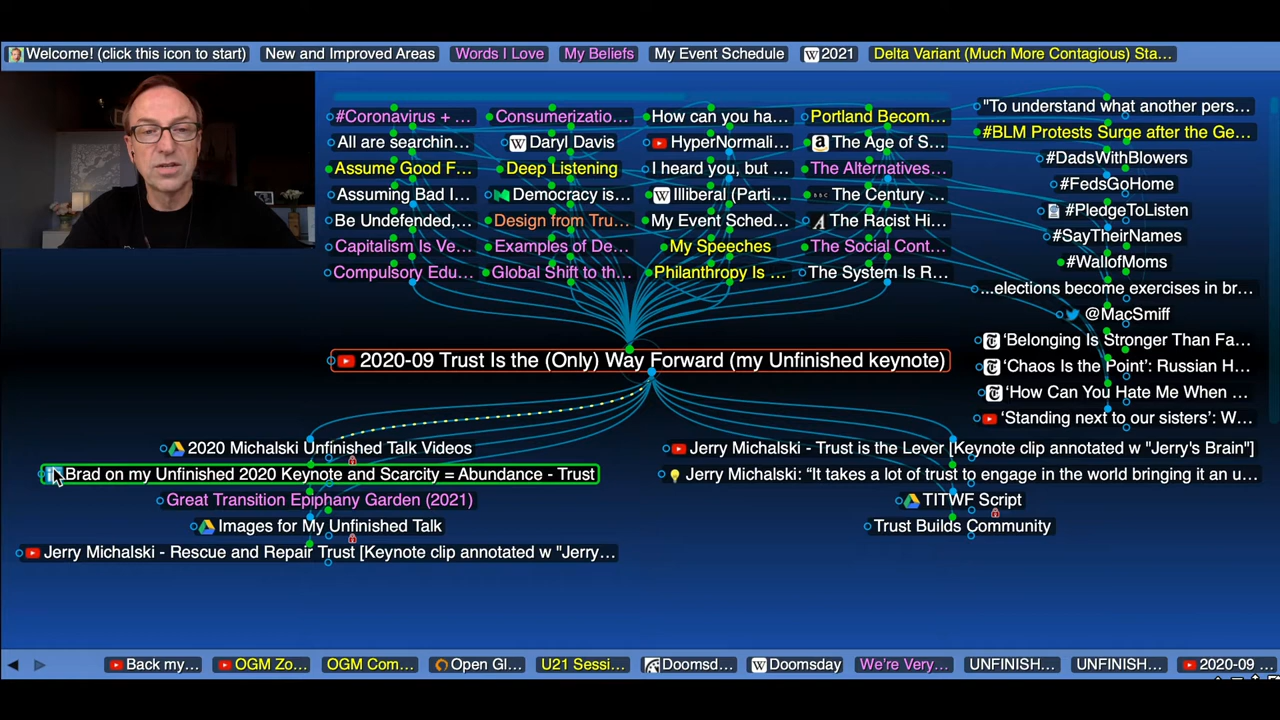 Welcome! (click this icon to start) New and Improved Areas Words I Love My Beliefs My Event Schedule 2021 Delta Variant (Much More Contagious) Sta...
#Coronavirus + ...
All are searchin...
Assume Good F...
Assuming Bad I...
Be Undefended,...
Capitalism Is Ve...
Compulsory Edu...
Consumerizatio...
Daryl Davis
Deep Listening
Democracy is...
Design from Tru...
Examples of De...
Global Shift to th...
How can you ha...
HyperNormali...
I heard you, but ...
Illiberal (Parti...
My Event Sched...
My Speeches
Philanthropy Is ...
Portland Becom...
The Age of S...
The Alternatives...
The Century ...
The Racist Hi...
The Social Cont...
The System Is R...
"To understand what another pers...
#BLM Protests Surge after the Ge...
#DadsWithBlowers
#FedsGoHome
#PledgeToListen
#SayTheirNames
#WallofMoms
...elections become exercises in br...
@MacSmiff
‘Belonging Is Stronger Than Fa...
‘Chaos Is the Point’: Russian H...
‘How Can You Hate Me When ...
‘Standing next to our sisters’: W...
2020-09 Trust Is the (Only) Way Forward (my Unfinished keynote)
2020 Michalski Unfinished Talk Videos
Brad on my Unfinished 2020 Keynote and Scarcity = Abundance - Trust
Great Transition Epiphany Garden (2021)
Images for My Unfinished Talk
Jerry Michalski - Rescue and Repair Trust [Keynote clip annotated w "Jerry...
Jerry Michalski - Trust is the Lever [Keynote clip annotated w "Jerry's Brain"]
Jerry Michalski: “It takes a lot of trust to engage in the world bringing it an u...
TITWF Script
Trust Builds Community
Back my... OGM Zo... OGM Com... Open Gl... U21 Sessi... Doomsd... Doomsday We're Very... UNFINISH... UNFINISH... 2020-09 ...